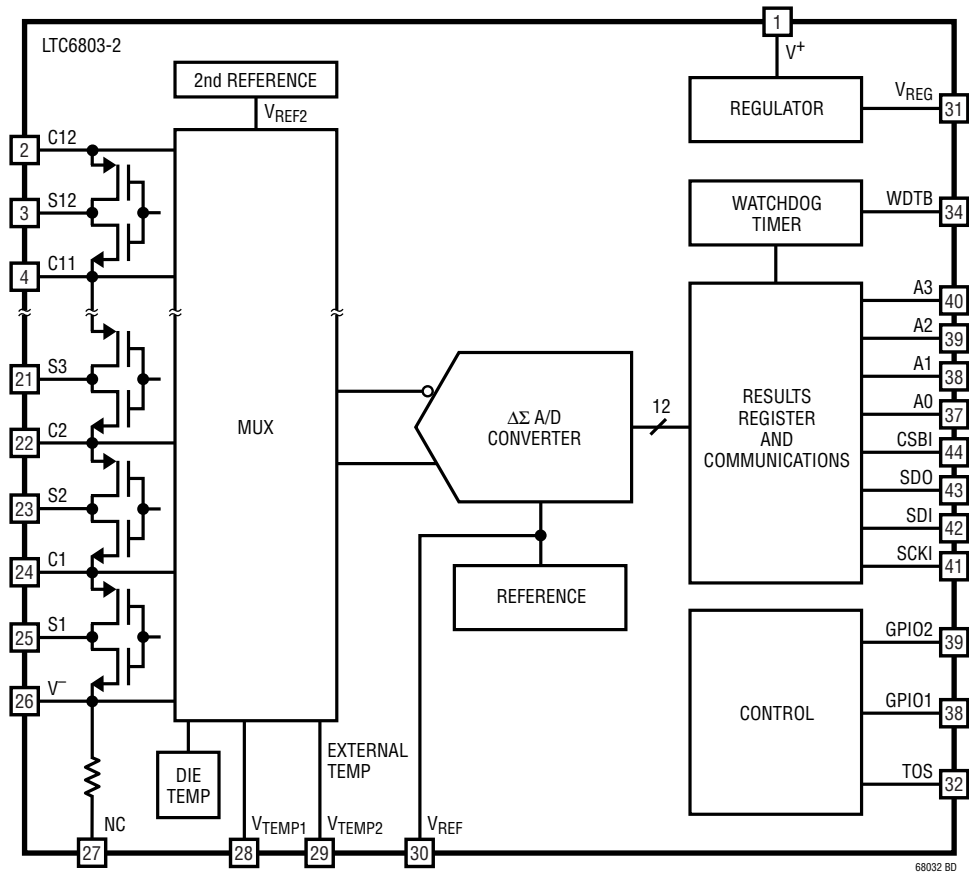 LTC6803-2
1
V+
2nd REFERENCE
VREF2
REGULATOR
VREG
31
2
C12
3
S12
4
C11
WATCHDOG
TIMER
WDTB
34
21
S3
22
C2
23
S2
24
C1
25
S1
26
V–
MUX
ΔΣ A/D
CONVERTER
12
RESULTS
REGISTER
AND
COMMUNICATIONS
A3
40
A2
39
A1
38
A0
37
CSBI
44
SDO
43
SDI
42
SCKI
41
REFERENCE
CONTROL
GPIO2
39
GPIO1
38
TOS
32
DIE
TEMP
EXTERNAL
TEMP
NC
27
VTEMP1
28
VTEMP2
29
VREF
30
68032 BD